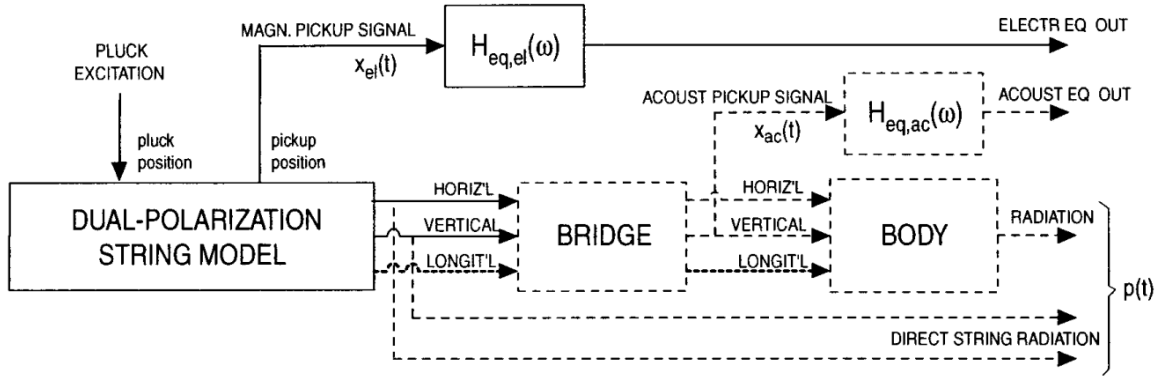 PLUCK
EXCITATION
pluck
position
MAGN. PICKUP SIGNAL
x_el(t)
pickup
position
H_eq,el(ω)
ELECTR EQ OUT
ACOUST PICKUP SIGNAL
x_ac(t)
H_eq,ac(ω)
ACOUST EQ OUT
DUAL-POLARIZATION
STRING MODEL
HORIZ'L
VERTICAL
LONGIT'L
BRIDGE
HORIZ'L
VERTICAL
LONGIT'L
BODY
RADIATION
DIRECT STRING RADIATION
p(t)